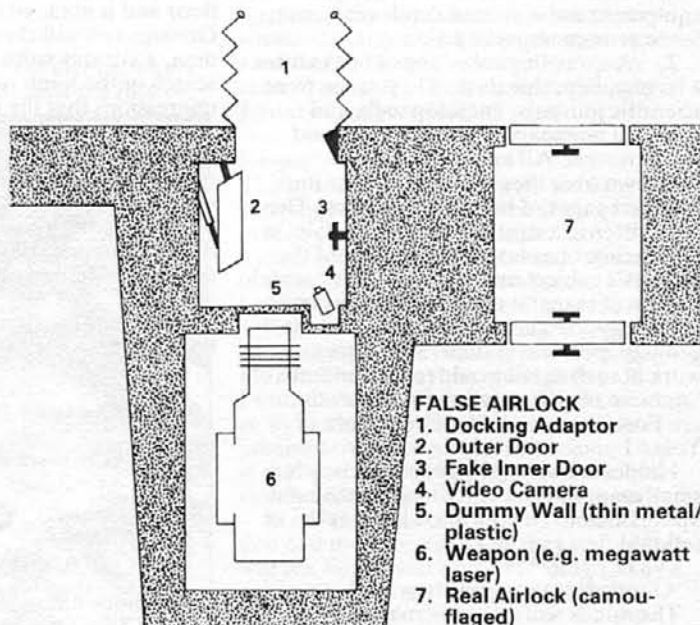 a a
1
2
3
7
4
5
6
FALSE AIRLOCK
1. Docking Adaptor
2. Outer Door
3. Fake Inner Door
4. Video Camera
5. Dummy Wall (thin metal/
plastic)
6. Weapon (e.g. megawatt
laser)
7. Real Airlock (camou-
flaged)